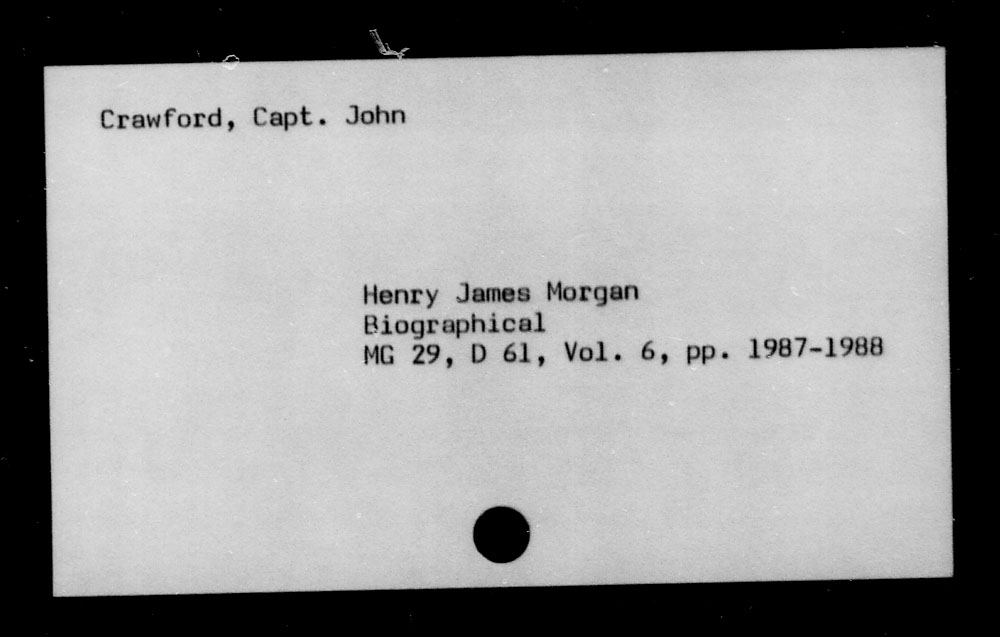 Crawford, Capt. John
Henry James Morgan
Biographical
MG 29, D 61, Vol. 6, pp. 1987-1988